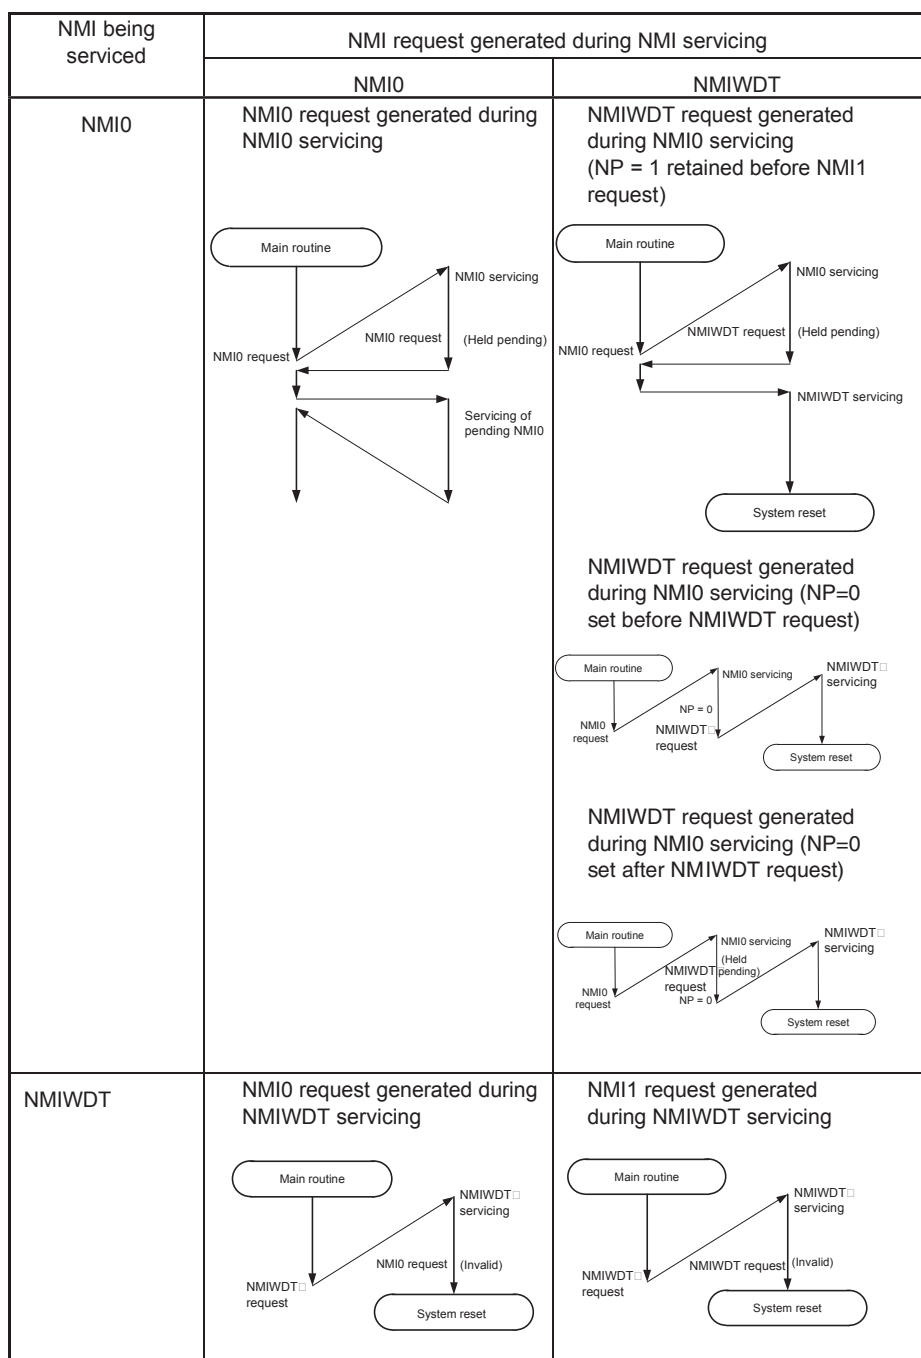 NMI being
serviced
NMI request generated during NMI servicing
NMI0
NMIWDT
NMI0
NMI0 request generated during
NMI0 servicing
Main routine
NMI0 servicing
NMI0 request
(Held pending)
NMI0 request
Servicing of
pending NMI0
NMIWDT request generated
during NMI0 servicing
(NP = 1 retained before NMI1
request)
Main routine
NMI0 servicing
NMIWDT request
(Held pending)
NMI0 request
NMIWDT servicing
System reset
NMIWDT request generated
during NMI0 servicing (NP=0
set before NMIWDT request)
Main routine
NMI0 servicing
NMIWDT□
servicing
NP = 0
NMI0
request
NMIWDT□
request
System reset
NMIWDT request generated
during NMI0 servicing (NP=0
set after NMIWDT request)
Main routine
NMI0 servicing
NMIWDT□
servicing
(Held
pending)
NMIWDT□
request
NMI0
request
NP = 0
System reset
NMIWDT
NMI0 request generated during
NMIWDT servicing
Main routine
NMIWDT□
servicing
NMI0 request
(Invalid)
NMIWDT□
request
System reset
NMI1 request generated
during NMIWDT servicing
Main routine
NMIWDT□
servicing
NMIWDT request
(Invalid)
NMIWDT□
request
System reset